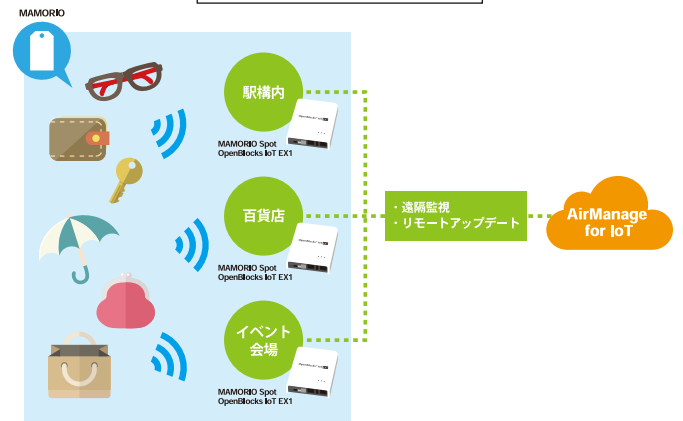 MAMORIO
駅構内
MAMORIO Spot
OpenBlocks IoT EX1
百貨店
MAMORIO Spot
OpenBlocks IoT EX1
イベント
会場
MAMORIO Spot
OpenBlocks IoT EX1
・遠隔監視
・リモートアップデート
AirManage
for IoT